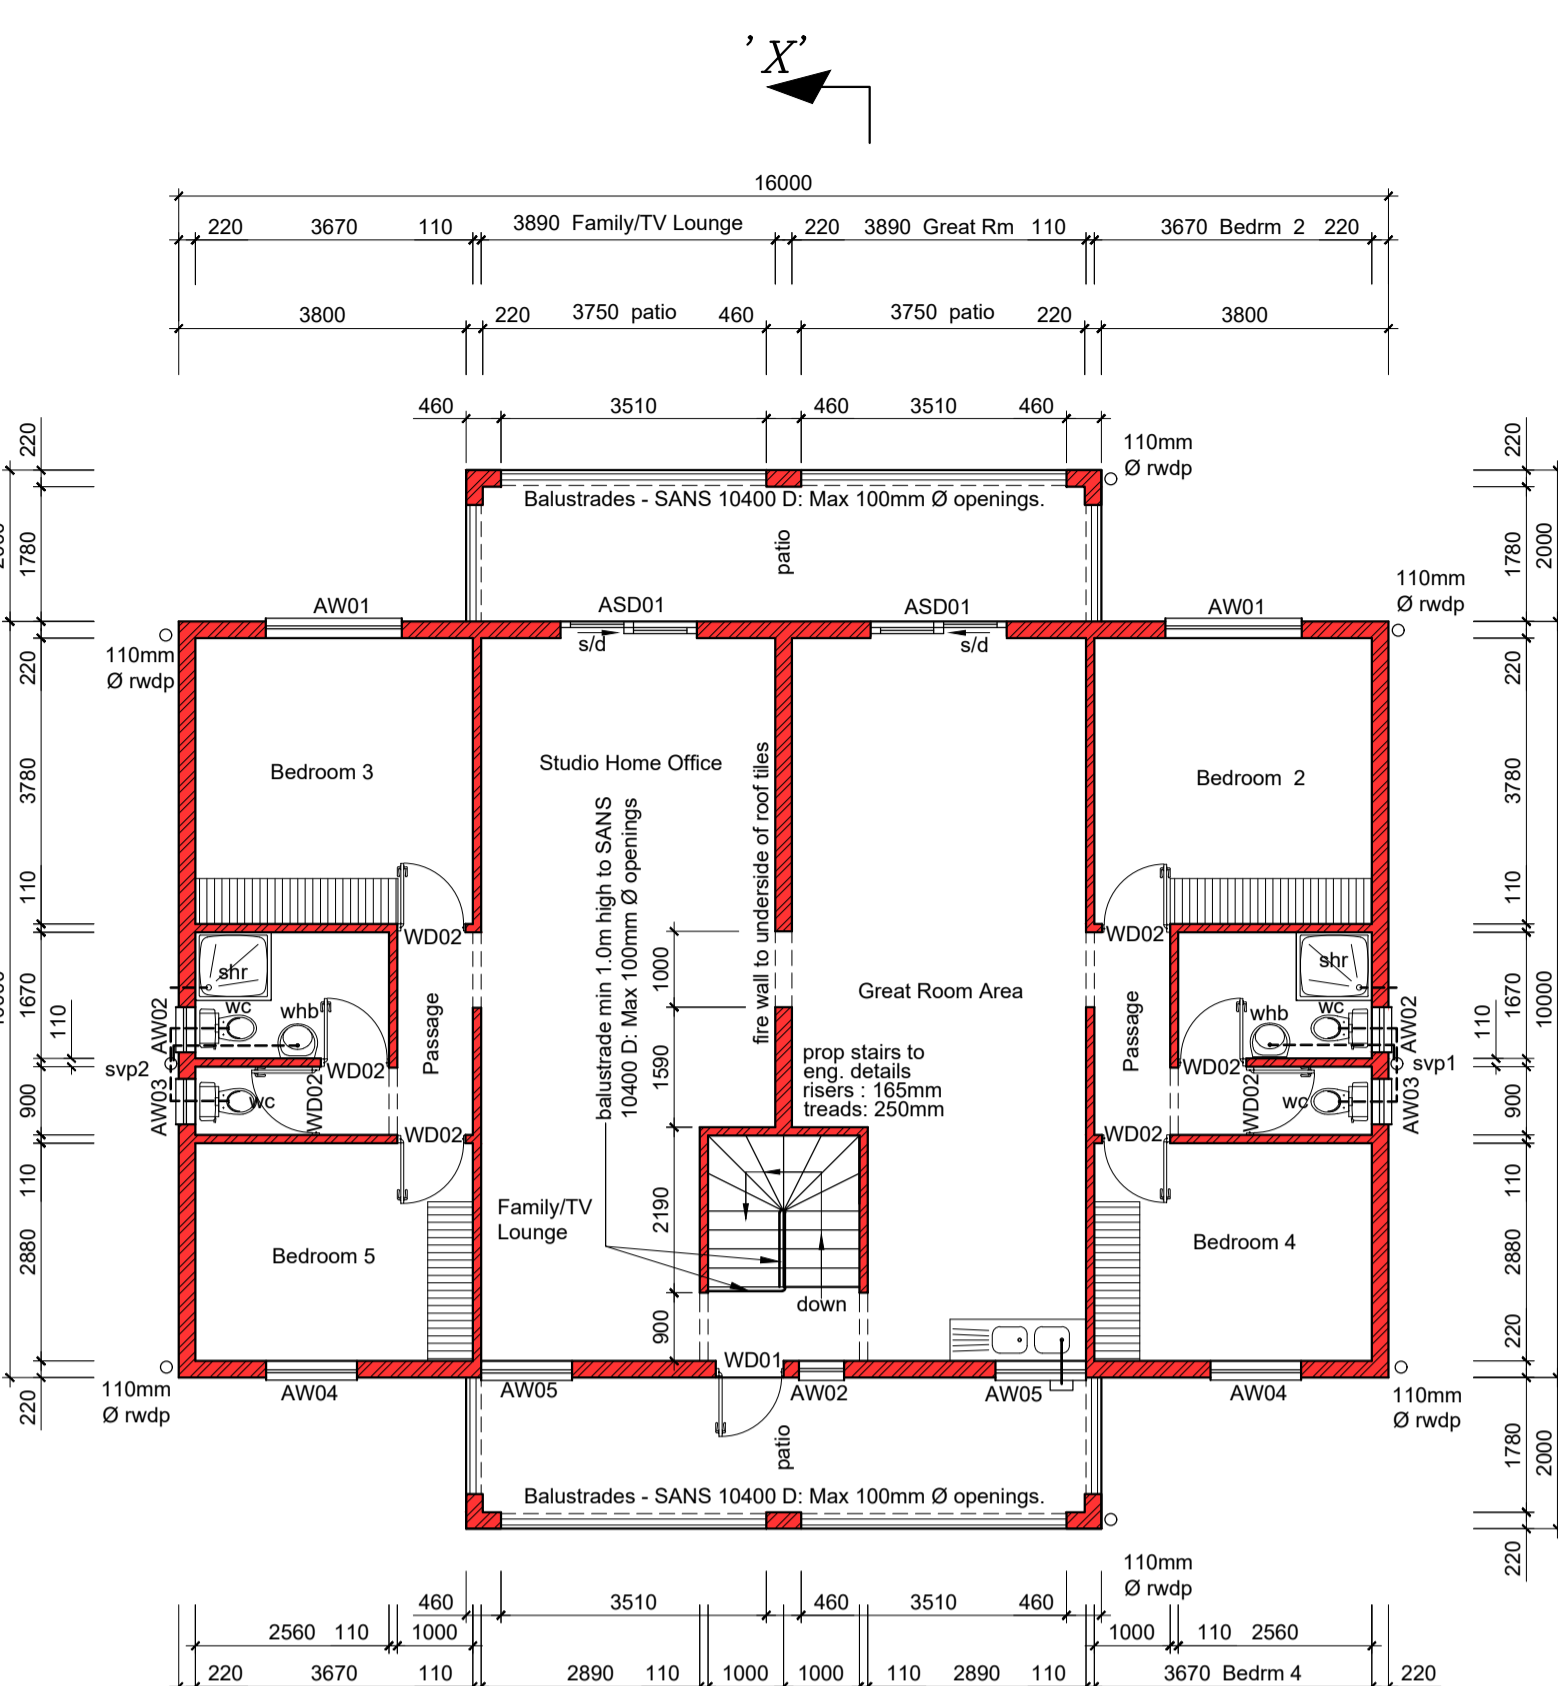 'X'
16000
220 3670 110 3890 Family/TV Lounge 220 3890 Great Rm 110 3670 Bedrm 2 220
3800 220 3750 patio 460 3750 patio 220 3800
460 3510 460 3510 460
110mm
Ø rwdp
220
220
Balustrades - SANS 10400 D: Max 100mm Ø openings.
patio
1780
1780
2000
110mm
Ø rwdp
AW01
ASD01
ASD01
AW01
s/d
s/d
110mm
Ø rwdp
220
220
3780
3780
Bedroom 3
Studio Home Office
Bedroom 2
balustrade min 1.0m high to SANS
10400 D: Max 100mm Ø openings
fire wall to underside of roof tiles
110
110
WD02
WD02
1000
shr
shr
Great Room Area
1670
110
AW02
wc
whb
Passage
Passage
whb
wc
AW02
1670
110
10000
1590
prop stairs to
eng. details
risers : 165mm
treads: 250mm
svp2
WD02
WD02
svp1
900
AW03
wc
WD02
WD02
wc
AW03
900
WD02
WD02
110
110
2190
Family/TV
Lounge
2880
Bedroom 5
Bedroom 4
2880
down
900
220
WD01
110mm
Ø rwdp
AW04
AW05
AW02
AW05
AW04
110mm
Ø rwdp
220
patio
1780
2000
Balustrades - SANS 10400 D: Max 100mm Ø openings.
220
110mm
Ø rwdp
460 3510 460 3510 460
2560 110 1000 1000 110 2560
220 3670 110 2890 110 1000 1000 110 2890 110 3670 Bedrm 4 220